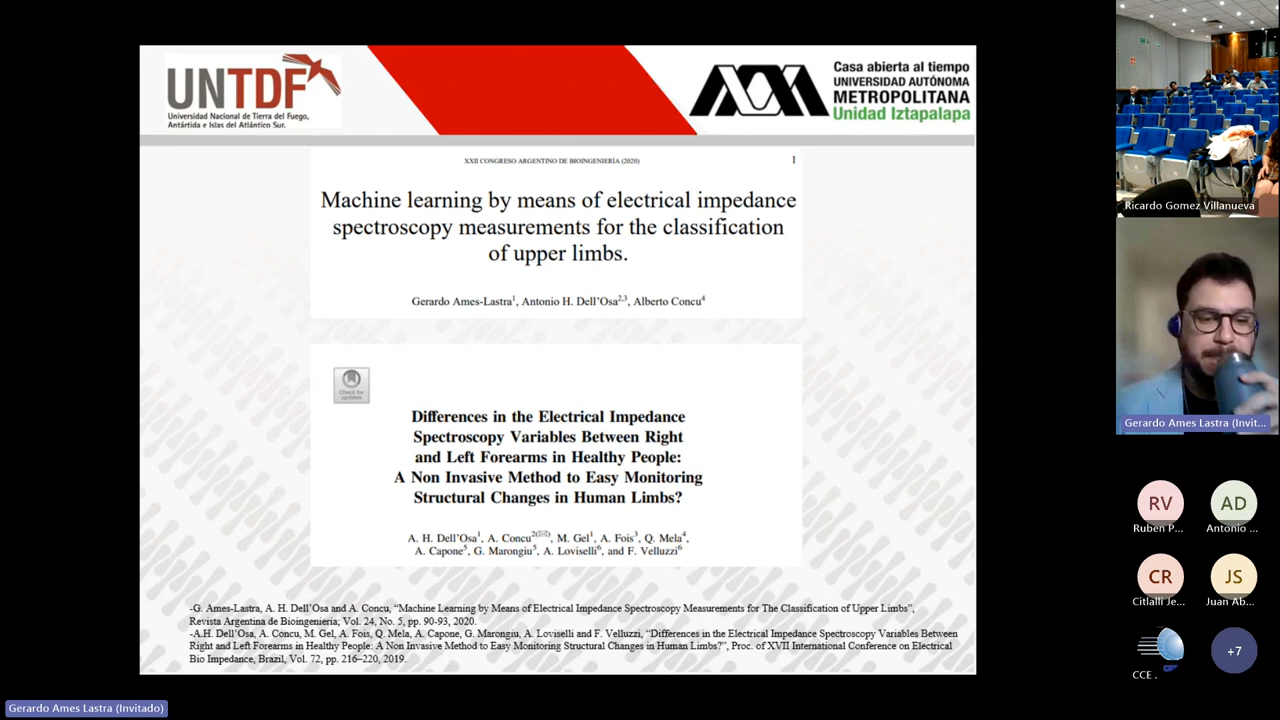 UNTDF
Universidad Nacional de Tierra del Fuego,
Antártida e Islas del Atlántico Sur.
Casa abierta al tiempo
UNIVERSIDAD AUTÓNOMA
METROPOLITANA
Unidad Iztapalapa
XXII CONGRESO ARGENTINO DE BIOINGENIERÍA (2020)
1
Machine learning by means of electrical impedance
spectroscopy measurements for the classification
of upper limbs.
Gerardo Ames-Lastra1, Antonio H. Dell'Osa2,3, Alberto Concu4
Check for
updates
Differences in the Electrical Impedance
Spectroscopy Variables Between Right
and Left Forearms in Healthy People:
A Non Invasive Method to Easy Monitoring
Structural Changes in Human Limbs?
A. H. Dell'Osa1, A. Concu2(✉), M. Gel1, A. Fois3, Q. Mela4,
A. Capone5, G. Marongiu5, A. Loviselli6, and F. Velluzzi6
-G. Ames-Lastra, A. H. Dell'Osa and A. Concu, “Machine Learning by Means of Electrical Impedance Spectroscopy Measurements for The Classification of Upper Limbs”,
Revista Argentina de Bioingenieria; Vol. 24, No. 5, pp. 90-93, 2020.
-A.H. Dell'Osa, A. Concu, M. Gel, A. Fois, Q. Mela, A. Capone, G. Marongiu, A. Loviselli and F. Velluzzi, “Differences in the Electrical Impedance Spectroscopy Variables Between
Right and Left Forearms in Healthy People: A Non Invasive Method to Easy Monitoring Structural Changes in Human Limbs?”, Proc. of XVII International Conference on Electrical
Bio Impedance, Brazil, Vol. 72, pp. 216–220, 2019.
Ricardo Gomez Villanueva
Gerardo Ames Lastra (Invit...
RV
Ruben P...
AD
Antonio ...
CR
Citlalli Je...
JS
Juan Ab...
CCE .
+7
Gerardo Ames Lastra (Invitado)